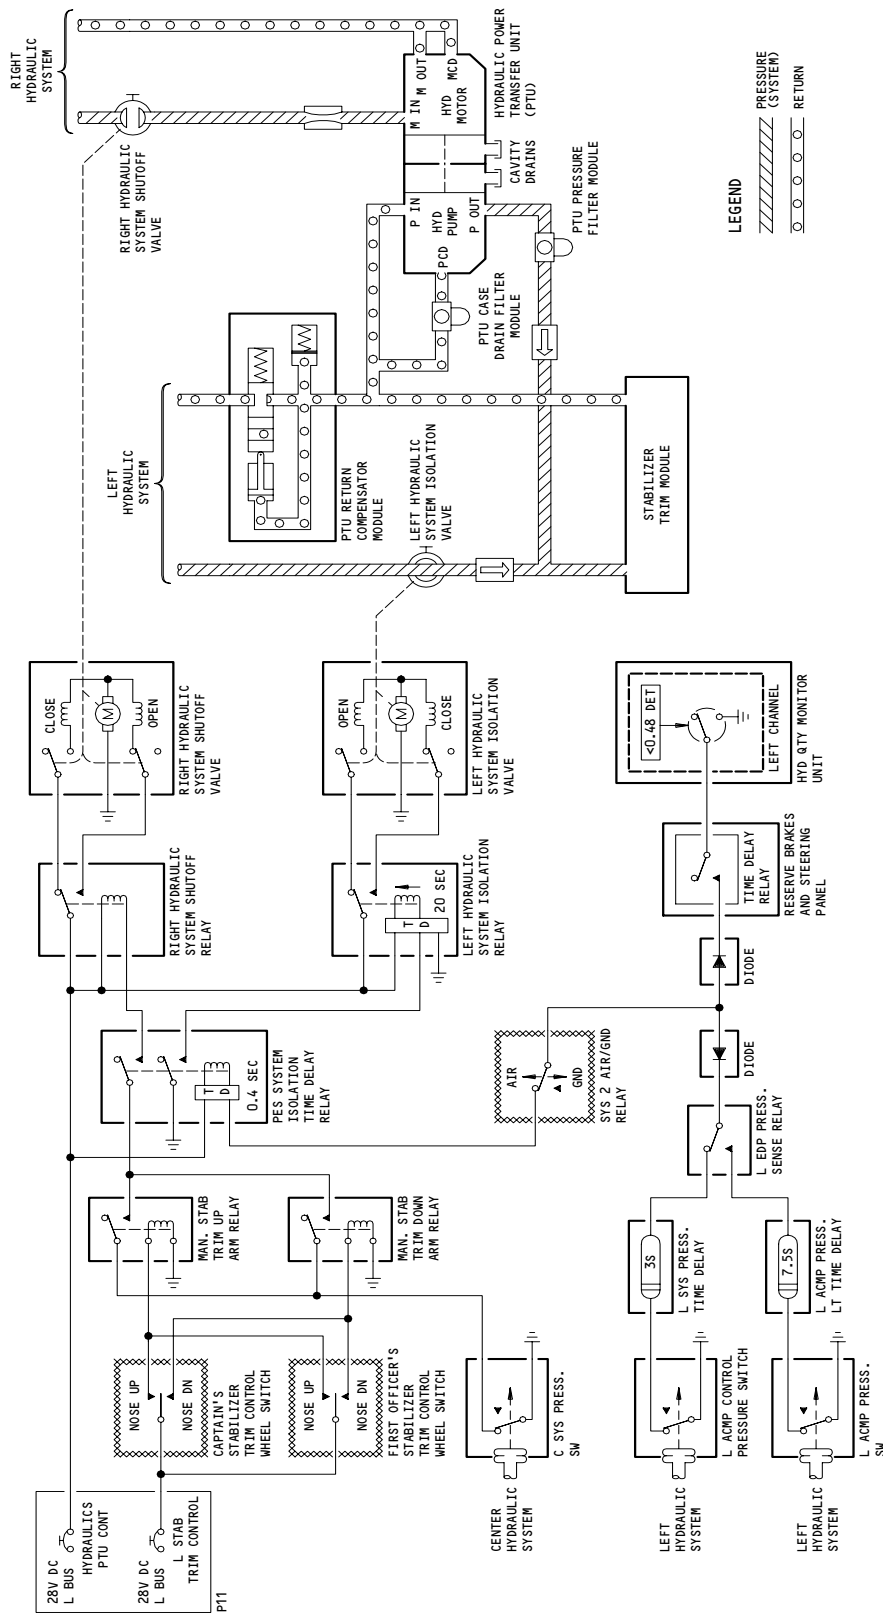 28V DC
L BUS
HYDRAULICS
PTU CONT
28V DC
L BUS
L STAB
TRIM CONTROL
P11
NOSE UP
NOSE DN
CAPTAIN'S
STABILIZER
TRIM CONTROL
WHEEL SWITCH
NOSE UP
NOSE DN
FIRST OFFICER'S
STABILIZER
TRIM CONTROL
WHEEL SWITCH
CENTER
HYDRAULIC
SYSTEM
C SYS PRESS.
SW
LEFT
HYDRAULIC
SYSTEM
L ACMP CONTROL
PRESSURE SWITCH
LEFT
HYDRAULIC
SYSTEM
L ACMP PRESS.
SW
MAN. STAB
TRIM UP
ARM RELAY
MAN. STAB
TRIM DOWN
ARM RELAY
3S
L SYS PRESS.
TIME DELAY
7.5S
L ACMP PRESS.
LT TIME DELAY
T
D
0.4 SEC
PES SYSTEM
ISOLATION
TIME DELAY
RELAY
AIR
GND
SYS 2 AIR/GND
RELAY
L EDP PRESS.
SENSE RELAY
DIODE
DIODE
RIGHT HYDRAULIC
SYSTEM SHUTOFF
RELAY
T
D
20 SEC
LEFT HYDRAULIC
SYSTEM ISOLATION
RELAY
TIME DELAY
RELAY
RESERVE BRAKES
AND STEERING
PANEL
CLOSE
M
OPEN
RIGHT HYDRAULIC
SYSTEM SHUTOFF
VALVE
OPEN
M
CLOSE
LEFT HYDRAULIC
SYSTEM ISOLATION
VALVE
<0.48 DET
LEFT CHANNEL
HYD QTY MONITOR
UNIT
LEFT
HYDRAULIC
SYSTEM
PTU RETURN
COMPENSATOR
MODULE
LEFT HYDRAULIC
SYSTEM ISOLATION
VALVE
STABILIZER
TRIM MODULE
RIGHT
HYDRAULIC
SYSTEM
RIGHT HYDRAULIC
SYSTEM SHUTOFF
VALVE
P IN
HYD
PUMP
PCD
P OUT
M IN
M OUT
HYD
MOTOR
MCD
HYDRAULIC POWER
TRANSFER UNIT
(PTU)
CAVITY
DRAINS
PTU CASE
DRAIN FILTER
MODULE
PTU PRESSURE
FILTER MODULE
LEGEND
PRESSURE
(SYSTEM)
RETURN